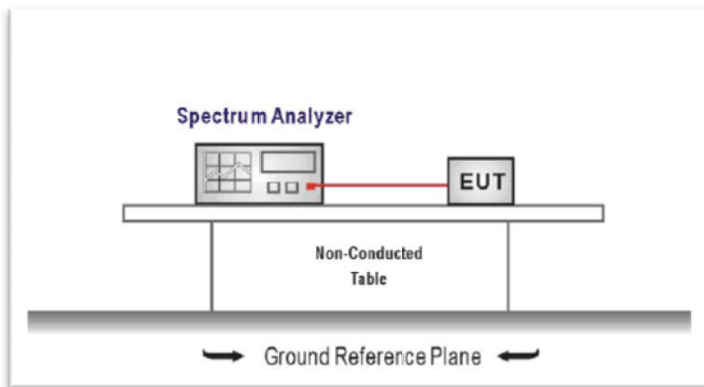 Spectrum Analyzer
EUT
Non-Conducted
Table
Ground Reference Plane